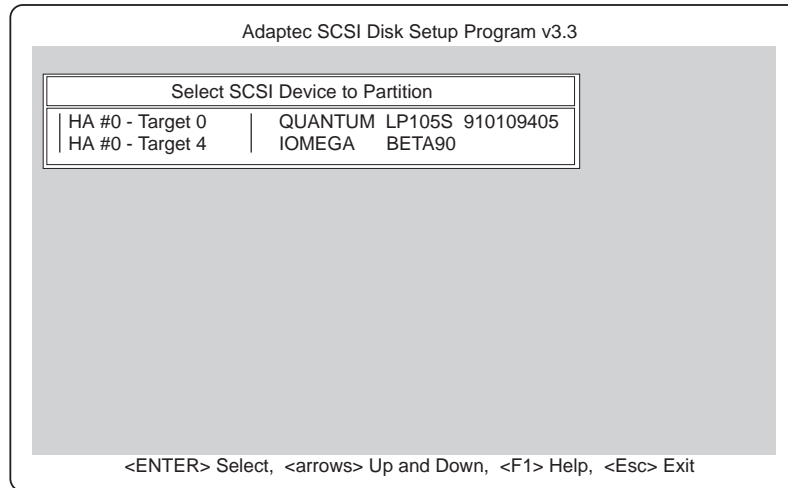 Adaptec SCSI Disk Setup Program v3.3
Select SCSI Device to Partition
HA #0 - Target 0 QUANTUM LP105S 910109405
HA #0 - Target 4 IOMEGA BETA90
<ENTER> Select, <arrows> Up and Down, <F1> Help, <Esc> Exit